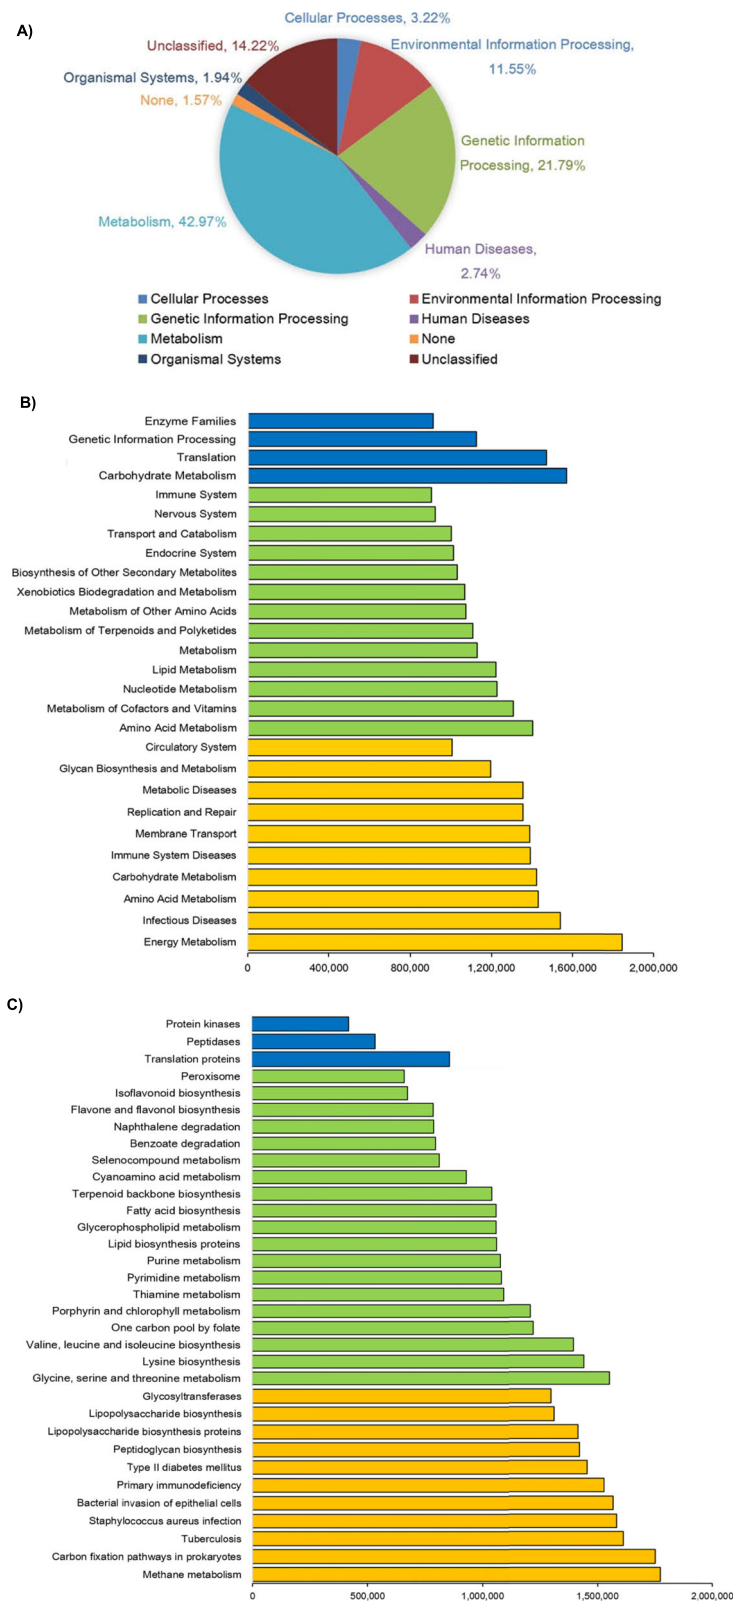 A)
Cellular Processes, 3.22%
Unclassified, 14.22%
Environmental Information Processing,
11.55%
Organismal Systems, 1.94%
None, 1.57%
Genetic Information
Processing, 21.79%
Metabolism, 42.97%
Human Diseases,
2.74%
Cellular Processes
Environmental Information Processing
Genetic Information Processing
Human Diseases
Metabolism
None
Organismal Systems
Unclassified
B)
Enzyme Families
Genetic Information Processing
Translation
Carbohydrate Metabolism
Immune System
Nervous System
Transport and Catabolism
Endocrine System
Biosynthesis of Other Secondary Metabolites
Xenobiotics Biodegradation and Metabolism
Metabolism of Other Amino Acids
Metabolism of Terpenoids and Polyketides
Metabolism
Lipid Metabolism
Nucleotide Metabolism
Metabolism of Cofactors and Vitamins
Amino Acid Metabolism
Circulatory System
Glycan Biosynthesis and Metabolism
Metabolic Diseases
Replication and Repair
Membrane Transport
Immune System Diseases
Carbohydrate Metabolism
Amino Acid Metabolism
Infectious Diseases
Energy Metabolism
0 400,000 800,000 1,200,000 1,600,000 2,000,000
C)
Protein kinases
Peptidases
Translation proteins
Peroxisome
Isoflavonoid biosynthesis
Flavone and flavonol biosynthesis
Naphthalene degradation
Benzoate degradation
Selenocompound metabolism
Cyanoamino acid metabolism
Terpenoid backbone biosynthesis
Fatty acid biosynthesis
Glycerophospholipid metabolism
Lipid biosynthesis proteins
Purine metabolism
Pyrimidine metabolism
Thiamine metabolism
Porphyrin and chlorophyll metabolism
One carbon pool by folate
Valine, leucine and isoleucine biosynthesis
Lysine biosynthesis
Glycine, serine and threonine metabolism
Glycosyltransferases
Lipopolysaccharide biosynthesis
Lipopolysaccharide biosynthesis proteins
Peptidoglycan biosynthesis
Type II diabetes mellitus
Primary immunodeficiency
Bacterial invasion of epithelial cells
Staphylococcus aureus infection
Tuberculosis
Carbon fixation pathways in prokaryotes
Methane metabolism
0 500,000 1,000,000 1,500,000 2,000,000